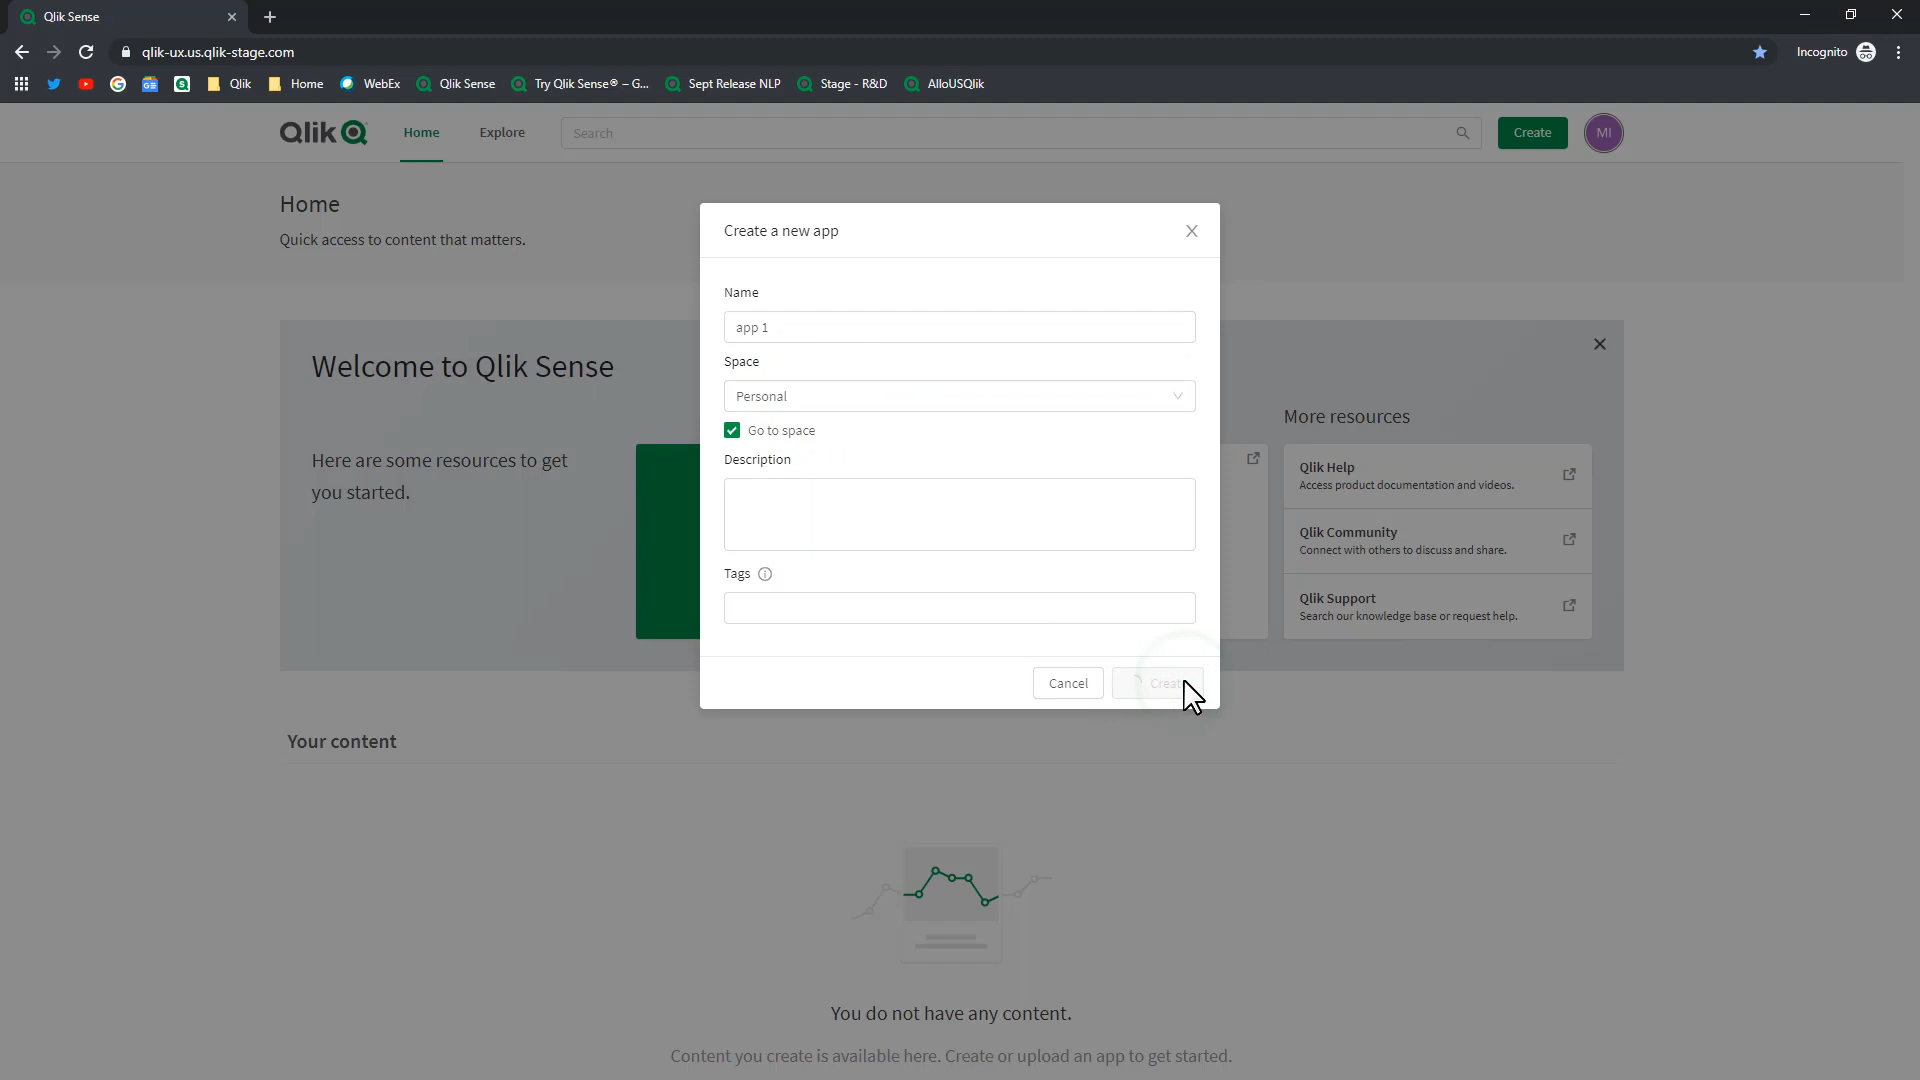 Qlik Sense
qlik-ux.us.qlik-stage.com
Incognito
Qlik
Home
WebEx
Qlik Sense
Try Qlik Sense® – G...
Sept Release NLP
Stage - R&D
AlloUSQlik
Qlik
Home
Explore
Search
Create
MI
Home
Quick access to content that matters.
Create a new app
Name
app 1
Space
Personal
Go to space
Description
Tags
Cancel
Welcome to Qlik Sense
Here are some resources to get
you started.
More resources
Qlik Help
Access product documentation and videos.
Qlik Community
Connect with others to discuss and share.
Qlik Support
Search our knowledge base or request help.
Your content
You do not have any content.
Content you create is available here. Create or upload an app to get started.